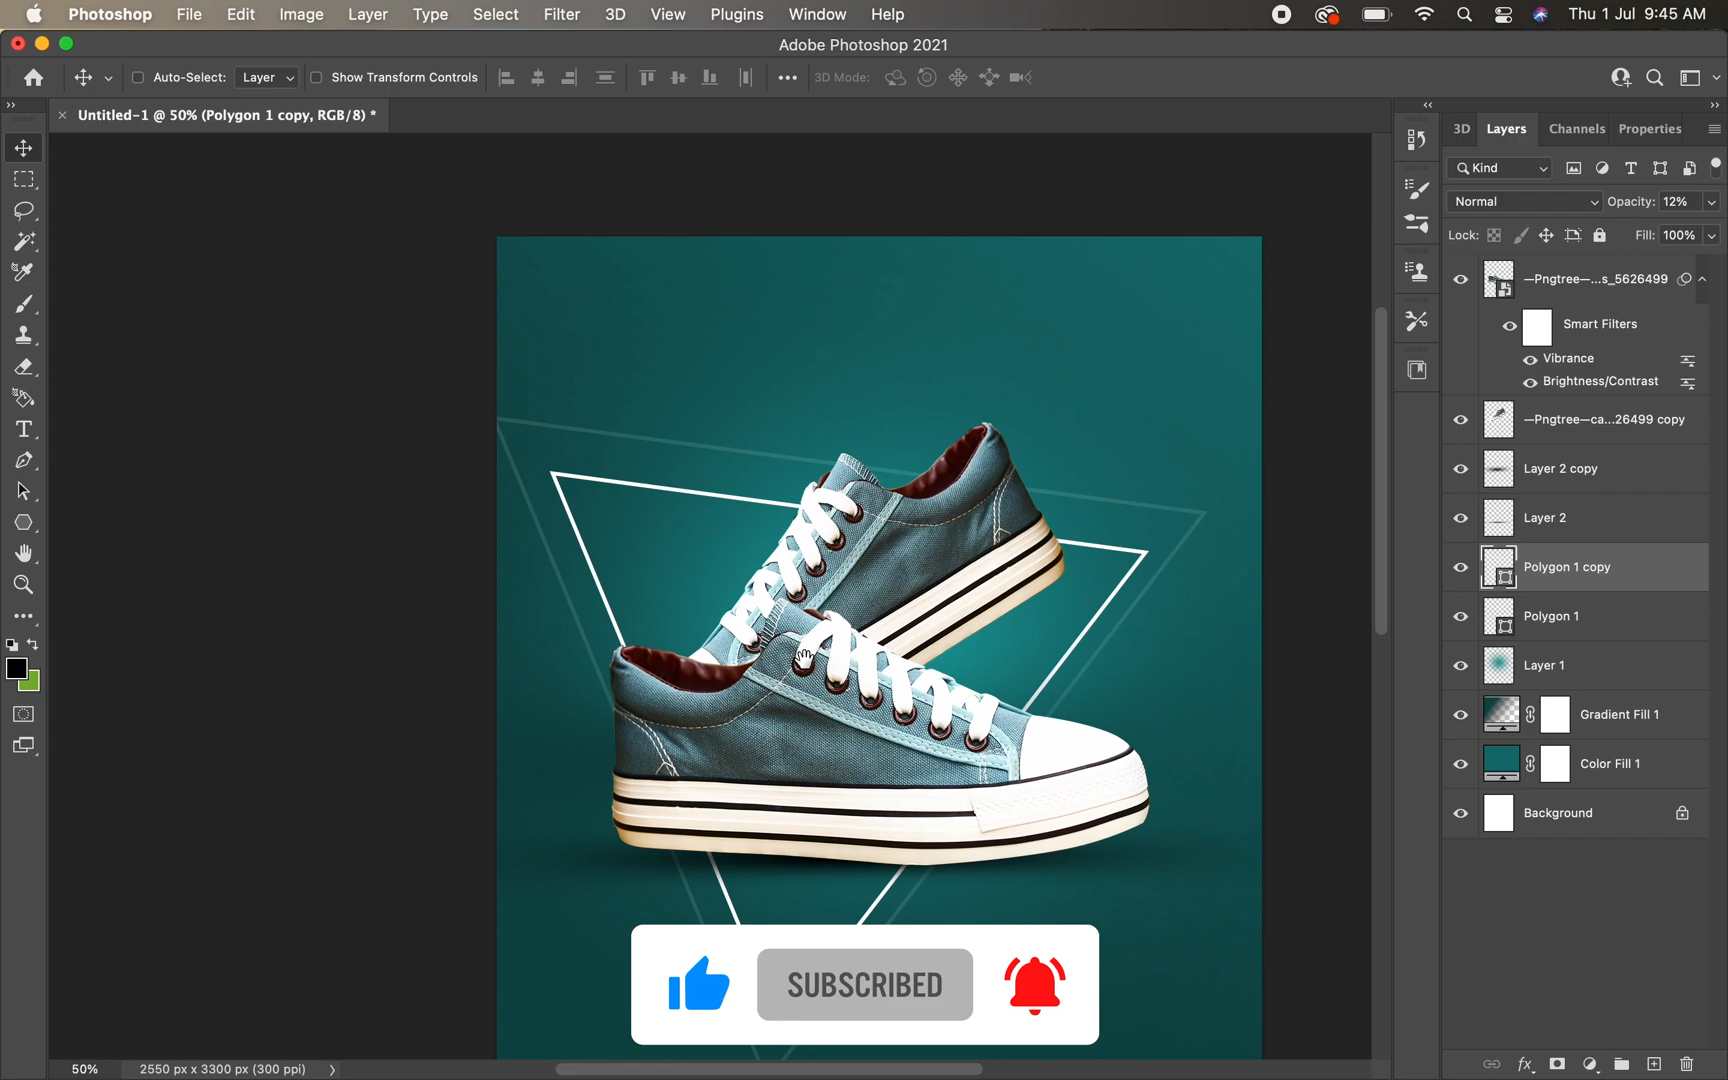 Photoshop File Edit Image Layer Type Select Filter 3D View Plugins Window Help Thu 1 Jul 9:45 AM
Adobe Photoshop 2021
Auto-Select: Layer Show Transform Controls 3D Mode:
Untitled-1 @ 50% (Polygon 1 copy, RGB/8) *
3D Layers Channels Properties
Kind
Normal Opacity: 12%
Lock: Fill: 100%
—Pngtree—...s_5626499
Smart Filters
Vibrance
Brightness/Contrast
—Pngtree—ca...26499 copy
Layer 2 copy
Layer 2
Polygon 1 copy
Polygon 1
Layer 1
Gradient Fill 1
Color Fill 1
Background
SUBSCRIBED
50% 2550 px x 3300 px (300 ppi)